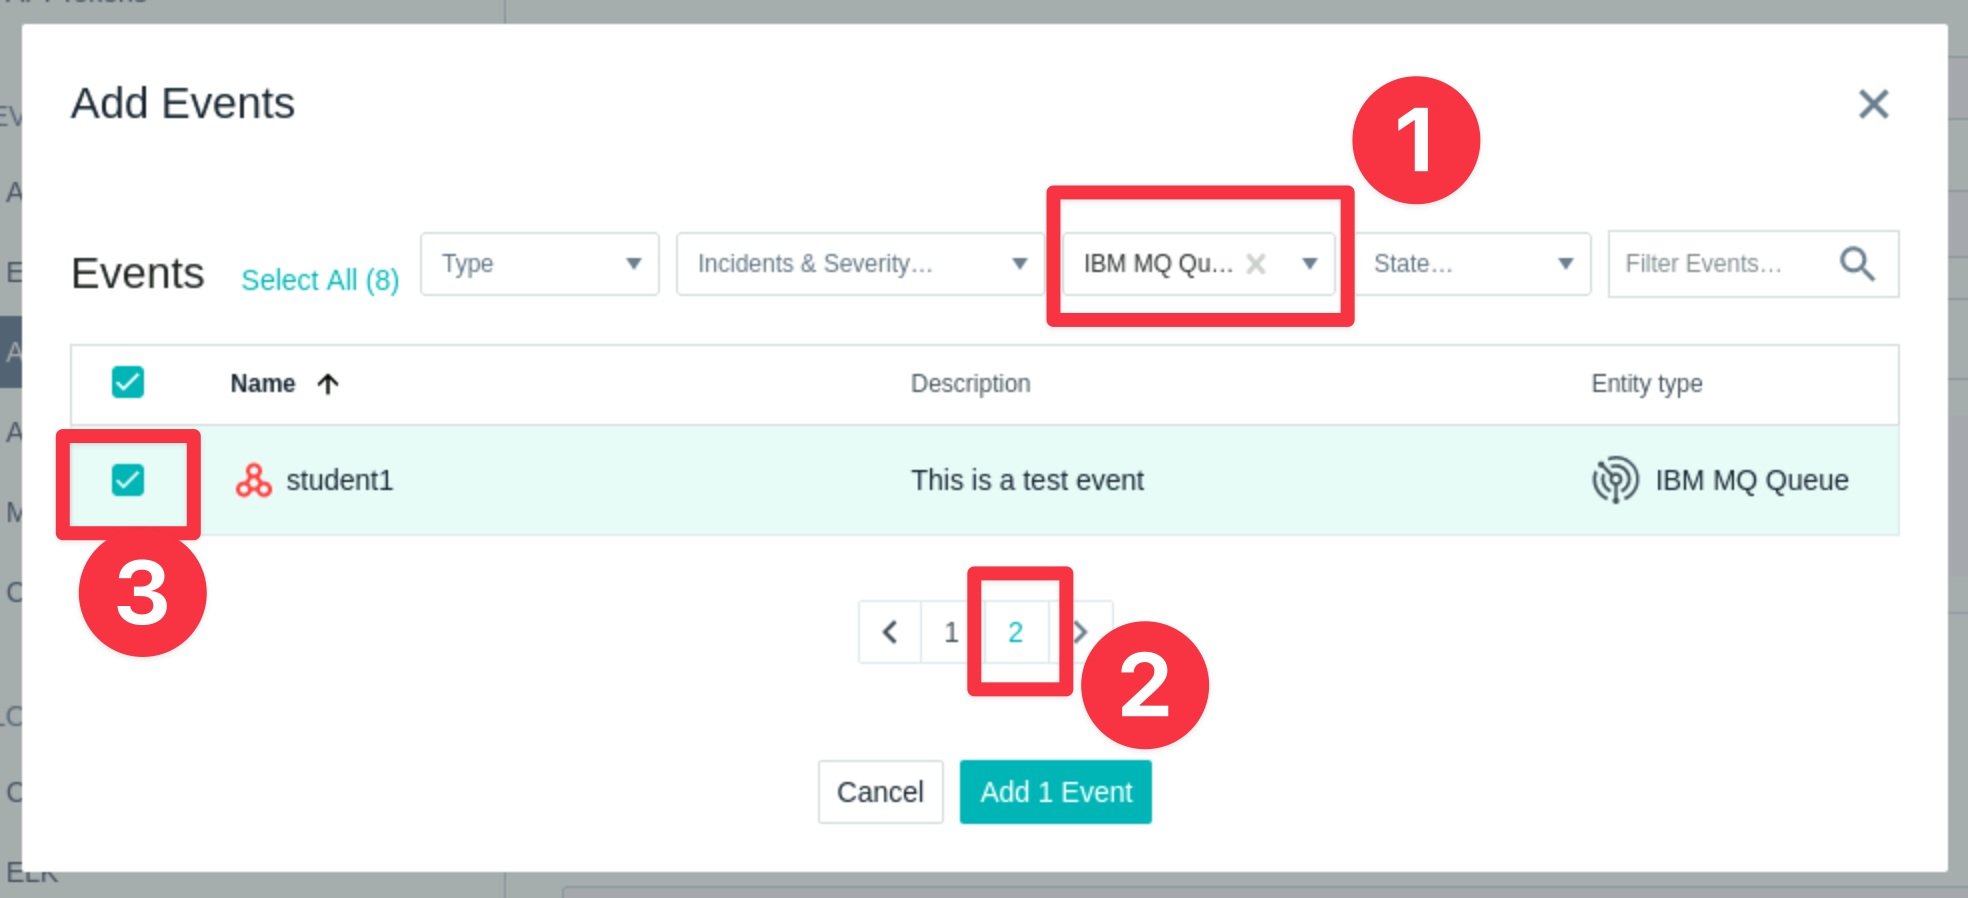 Add Events
1
Events Select All (8) Type Incidents & Severity... IBM MQ Qu... State... Filter Events...
Name Description Entity type
student1 This is a test event IBM MQ Queue
3
1 2
2
Cancel Add 1 Event